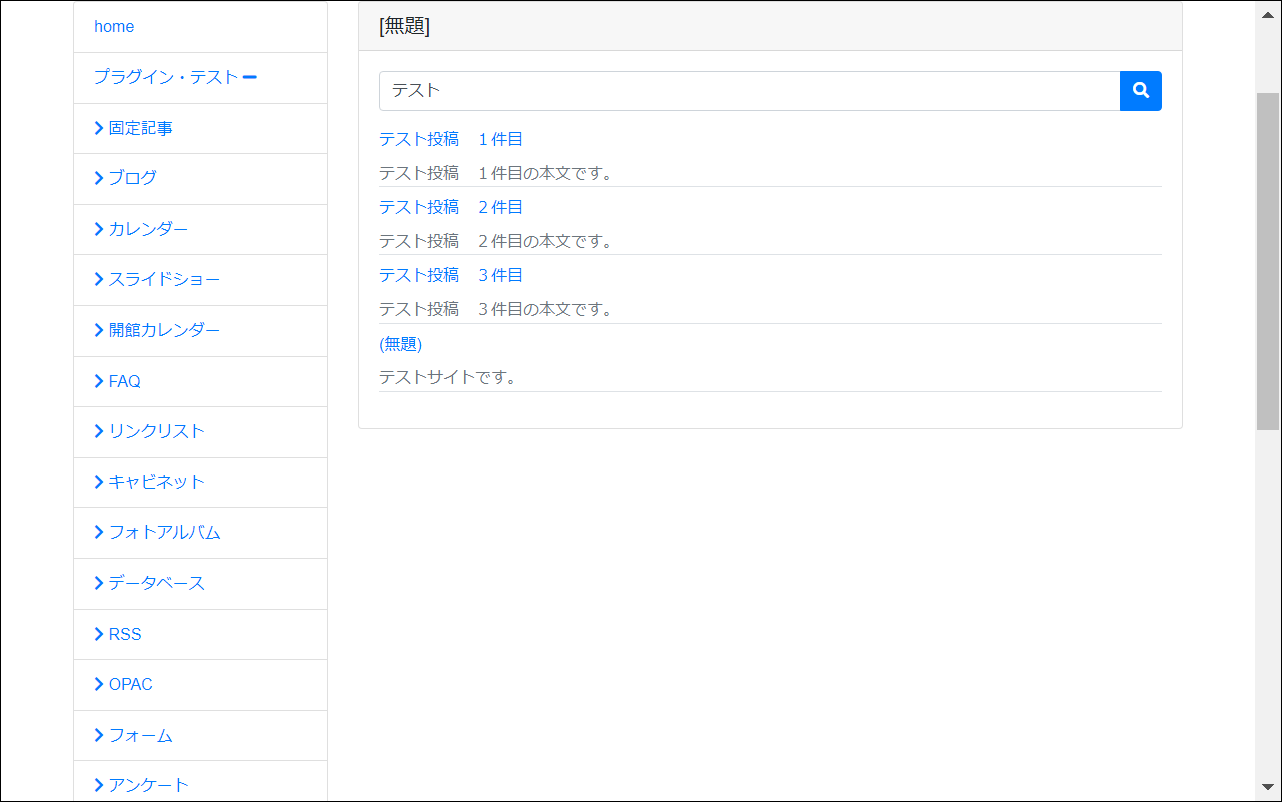 home
プラグイン・テスト
固定記事
ブログ
カレンダー
スライドショー
開館カレンダー
FAQ
リンクリスト
キャビネット
フォトアルバム
データベース
RSS
OPAC
フォーム
アンケート
[無題]
テスト
テスト投稿　１件目
テスト投稿　１件目の本文です。
テスト投稿　２件目
テスト投稿　２件目の本文です。
テスト投稿　３件目
テスト投稿　３件目の本文です。
(無題)
テストサイトです。